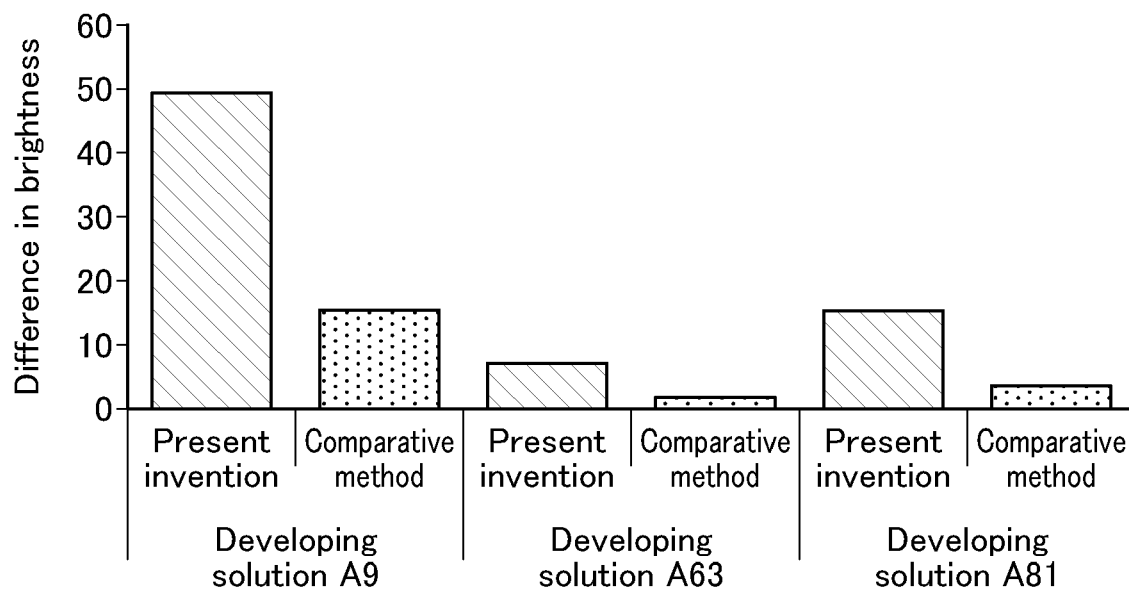 Difference in brightness
60
50
40
30
20
10
0
Present
invention
Comparative
method
Present
invention
Comparative
method
Present
invention
Comparative
method
Developing
solution A9
Developing
solution A63
Developing
solution A81